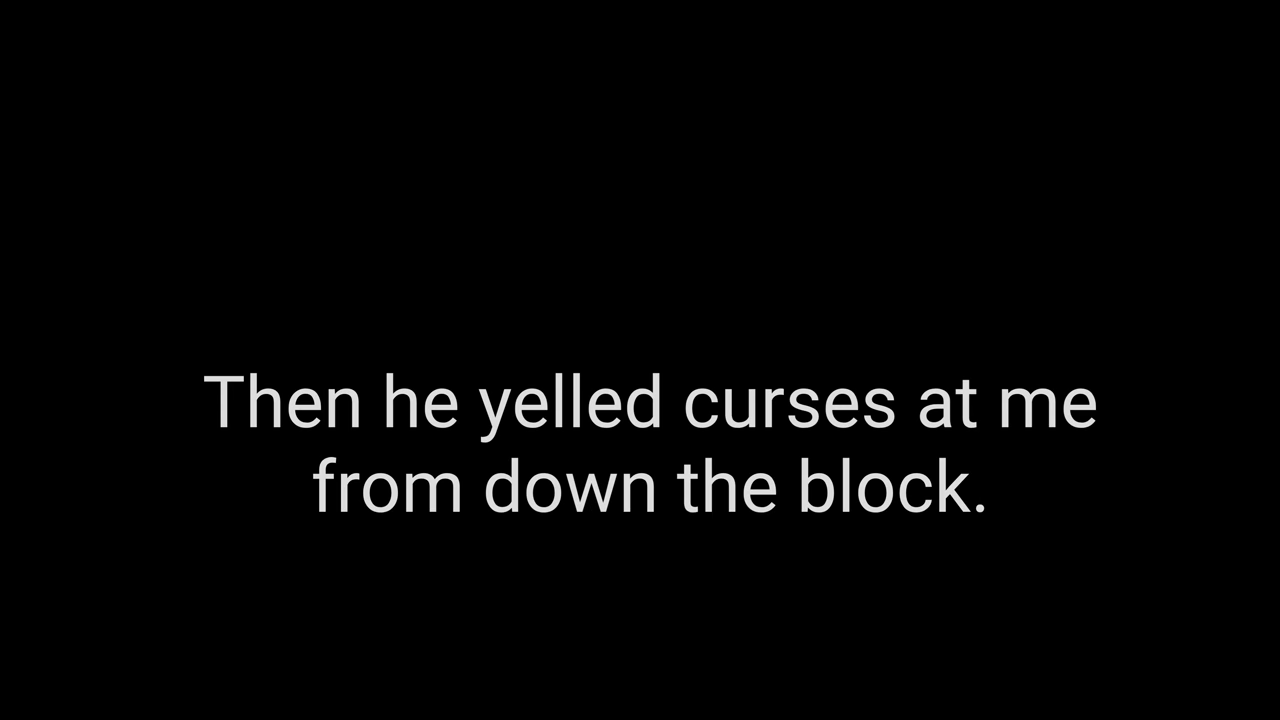 Then he yelled curses at me
from down the block.